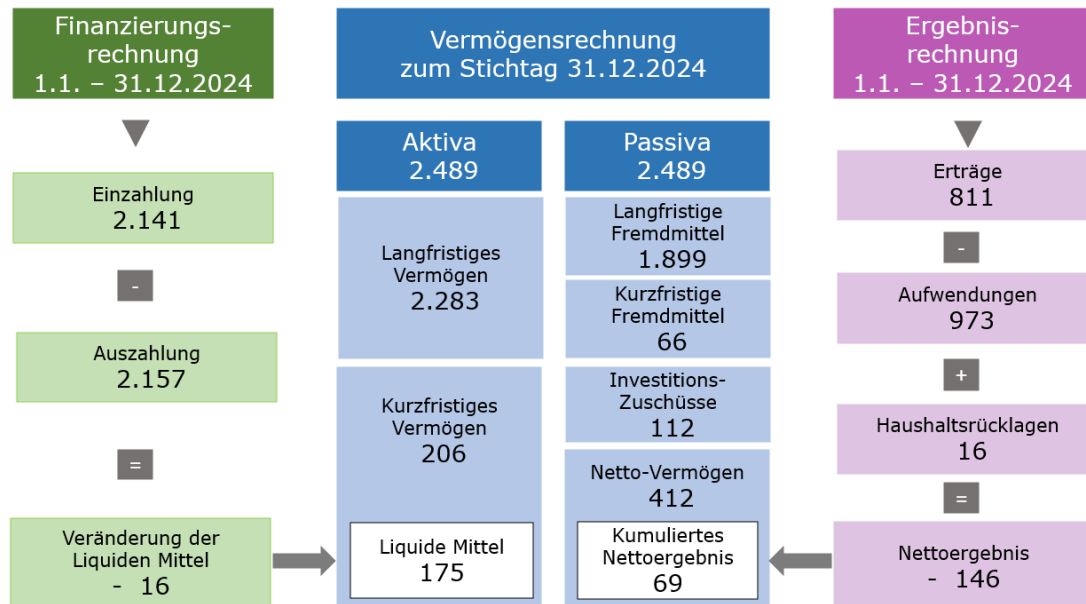 Finanzierungs-
rechnung
1.1. – 31.12.2024
Einzahlung
2.141
-
Auszahlung
2.157
=
Veränderung der
Liquiden Mittel
- 16
Vermögensrechnung
zum Stichtag 31.12.2024
Aktiva
2.489
Langfristiges
Vermögen
2.283
Kurzfristiges
Vermögen
206
Liquide Mittel
175
Passiva
2.489
Langfristige
Fremdmittel
1.899
Kurzfristige
Fremdmittel
66
Investitions-
Zuschüsse
112
Netto-Vermögen
412
Kumuliertes
Nettoergebnis
69
Ergebnis-
rechnung
1.1. – 31.12.2024
Erträge
811
-
Aufwendungen
973
+
Haushaltsrücklagen
16
=
Nettoergebnis
- 146